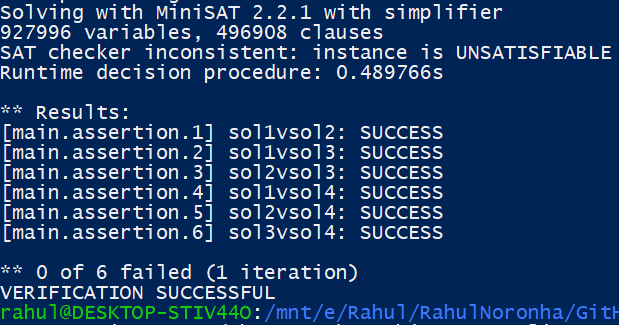 Solving with MiniSAT 2.2.1 with simplifier
927996 variables, 496908 clauses
SAT checker inconsistent: instance is UNSATISFIABLE
Runtime decision procedure: 0.489766s
** Results:
[main.assertion.1] sol1vsol2: SUCCESS
[main.assertion.2] sol1vsol3: SUCCESS
[main.assertion.3] sol2vsol3: SUCCESS
[main.assertion.4] sol1vsol4: SUCCESS
[main.assertion.5] sol2vsol4: SUCCESS
[main.assertion.6] sol3vsol4: SUCCESS
** 0 of 6 failed (1 iteration)
VERIFICATION SUCCESSFUL
rahul@DESKTOP-STIV44O:/mnt/e/Rahul/RahulNoronha/GitH